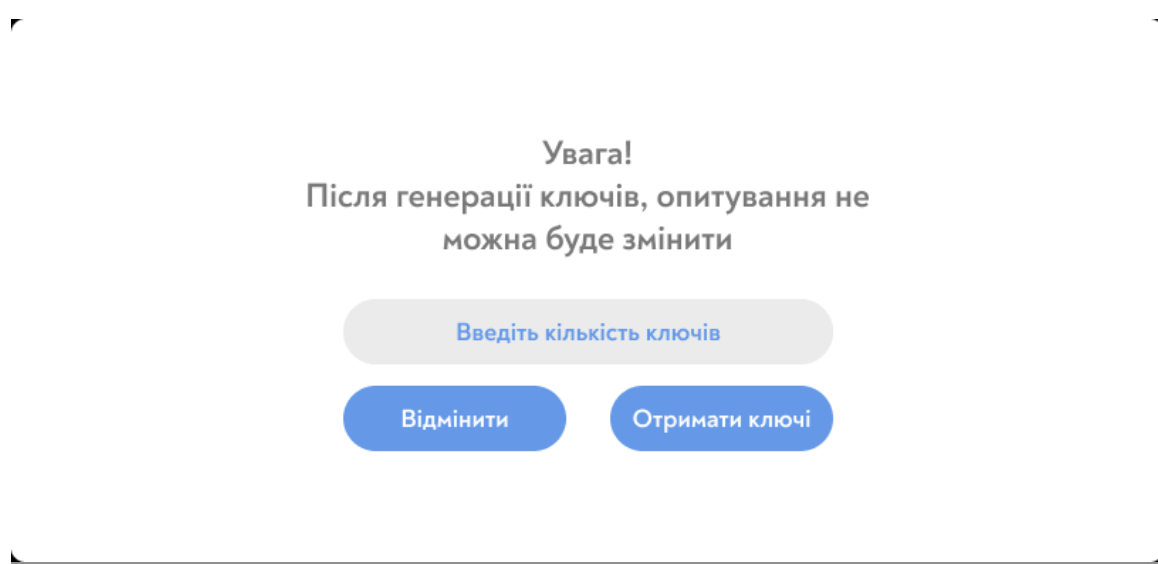 Увага!
Після генерації ключів, опитування не
можна буде змінити
Введіть кількість ключів
Відмінити
Отримати ключі